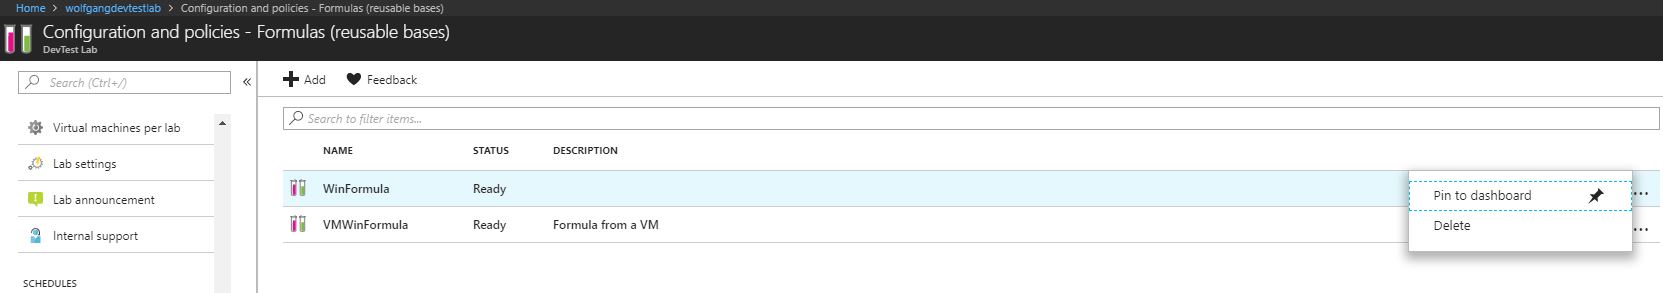 Home > wolfgangdevtestlab > Configuration and policies - Formulas (reusable bases)
Configuration and policies - Formulas (reusable bases)
DevTest Lab
Search (Ctrl+/)
«
Add
Feedback
Virtual machines per lab
Lab settings
Lab announcement
Internal support
SCHEDULES
Search to filter items...
NAME STATUS DESCRIPTION
WinFormula Ready ...
VMWinFormula Ready Formula from a VM ...
Pin to dashboard
Delete